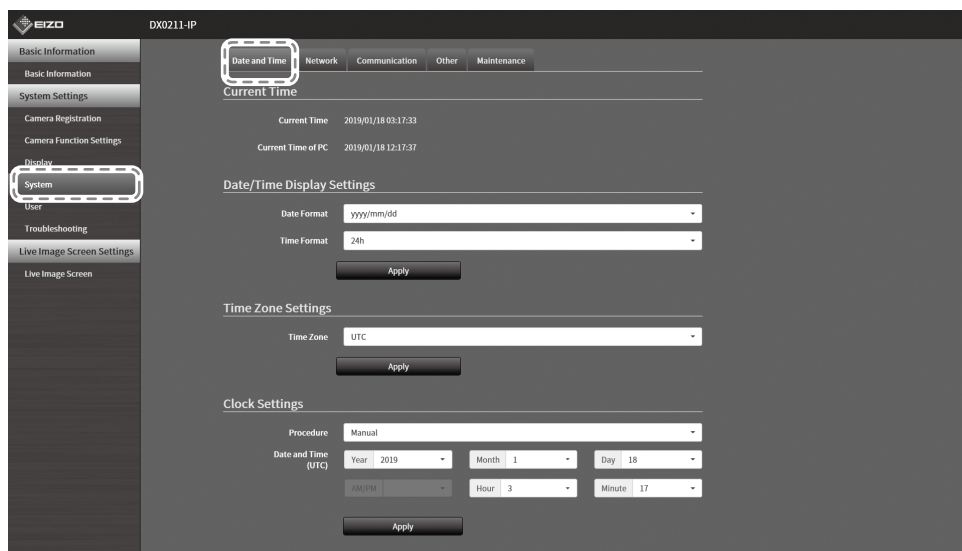 EIZO
DX0211-IP
Basic Information
Basic Information
System Settings
Camera Registration
Camera Function Settings
Display
System
User
Troubleshooting
Live Image Screen Settings
Live Image Screen
Date and Time Network Communication Other Maintenance
Current Time
Current Time 2019/01/18 03:17:33
Current Time of PC 2019/01/18 12:17:37
Date/Time Display Settings
Date Format yyyy/mm/dd
Time Format 24h
Apply
Time Zone Settings
Time Zone UTC
Apply
Clock Settings
Procedure Manual
Date and Time
(UTC)
Year 2019 Month 1 Day 18
AM/PM Hour 3 Minute 17
Apply